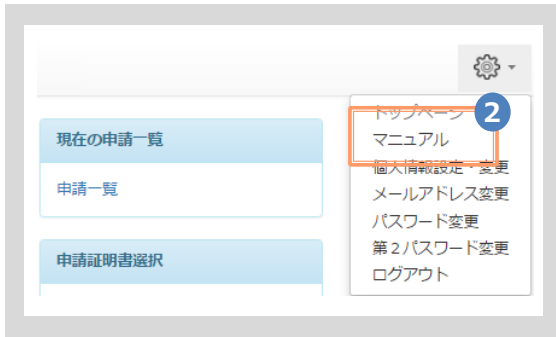 現在の申請一覧
申請一覧
申請証明書選択
トップページ
2
マニュアル
個人情報設定・変更
メールアドレス変更
パスワード変更
第2パスワード変更
ログアウト